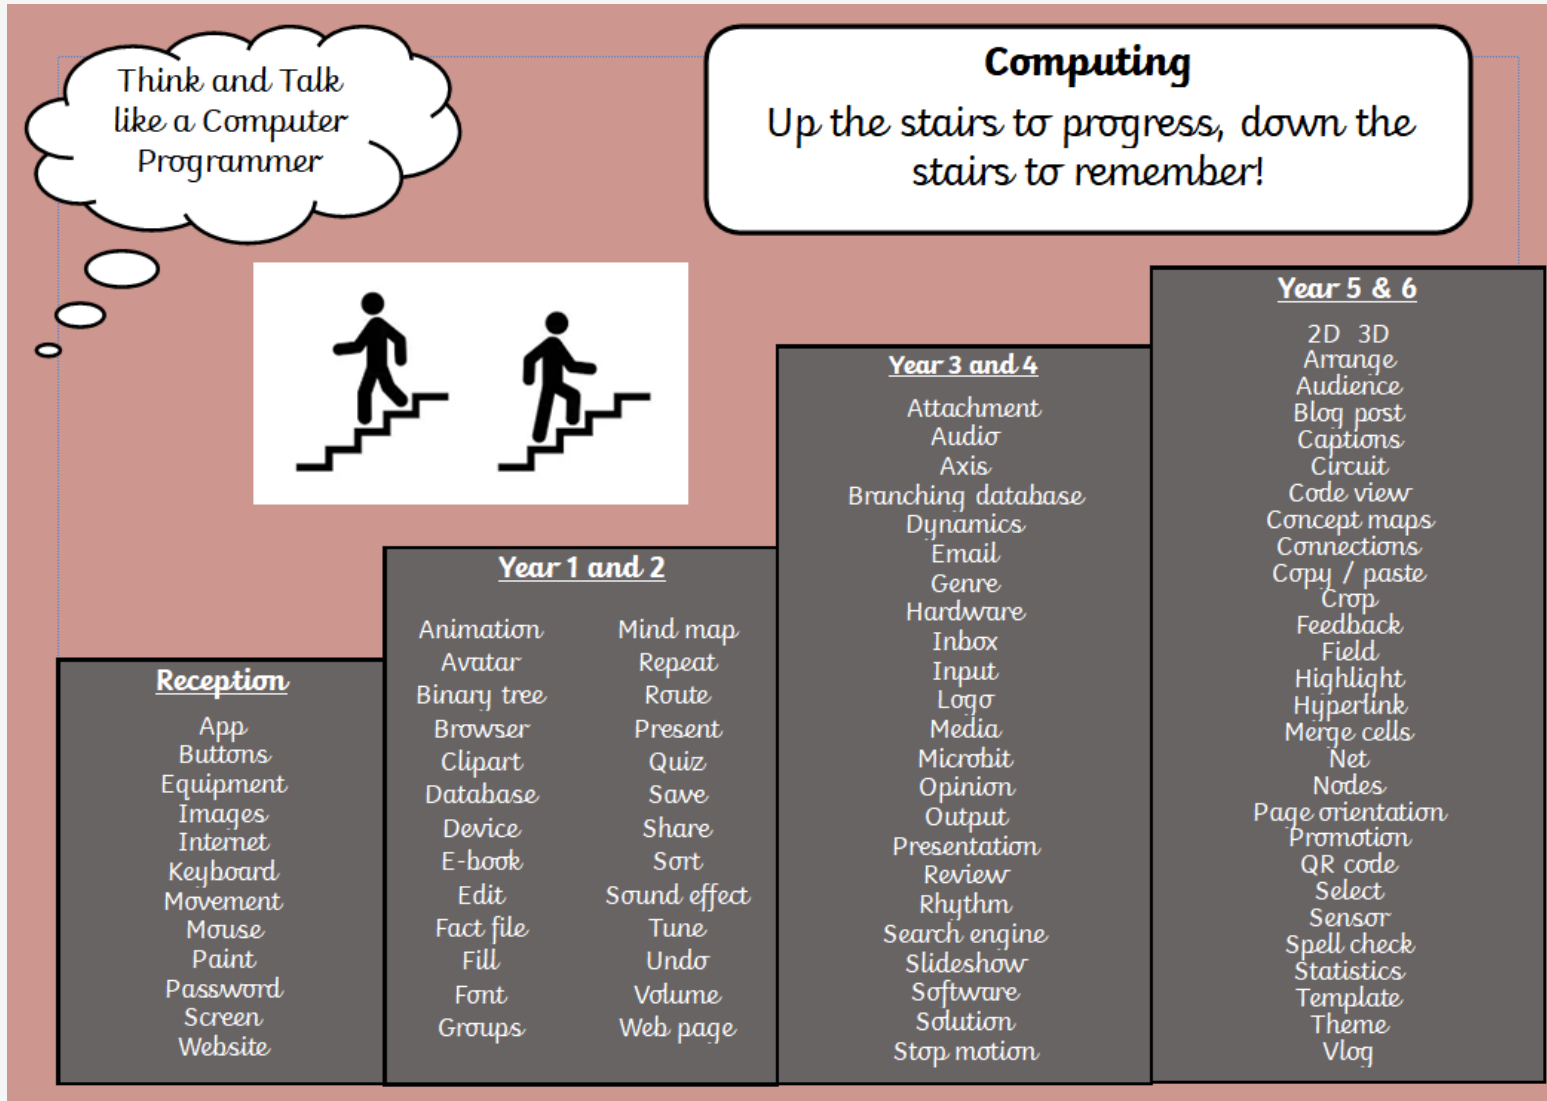 Think and Talk
like a Computer
Programmer
Computing
Up the stairs to progress, down the
stairs to remember!
Reception
App
Buttons
Equipment
Images
Internet
Keyboard
Movement
Mouse
Paint
Password
Screen
Website
Year 1 and 2
Animation
Avatar
Binary tree
Browser
Clipart
Database
Device
E-book
Edit
Fact file
Fill
Font
Groups
Mind map
Repeat
Route
Present
Quiz
Save
Share
Sort
Sound effect
Tune
Undo
Volume
Web page
Year 3 and 4
Attachment
Audio
Axis
Branching database
Dynamics
Email
Genre
Hardware
Inbox
Input
Logo
Media
Microbit
Opinion
Output
Presentation
Review
Rhythm
Search engine
Slideshow
Software
Solution
Stop motion
Year 5 & 6
2D 3D
Arrange
Audience
Blog post
Captions
Circuit
Code view
Concept maps
Connections
Copy / paste
Crop
Feedback
Field
Highlight
Hyperlink
Merge cells
Net
Nodes
Page orientation
Promotion
QR code
Select
Sensor
Spell check
Statistics
Template
Theme
Vlog